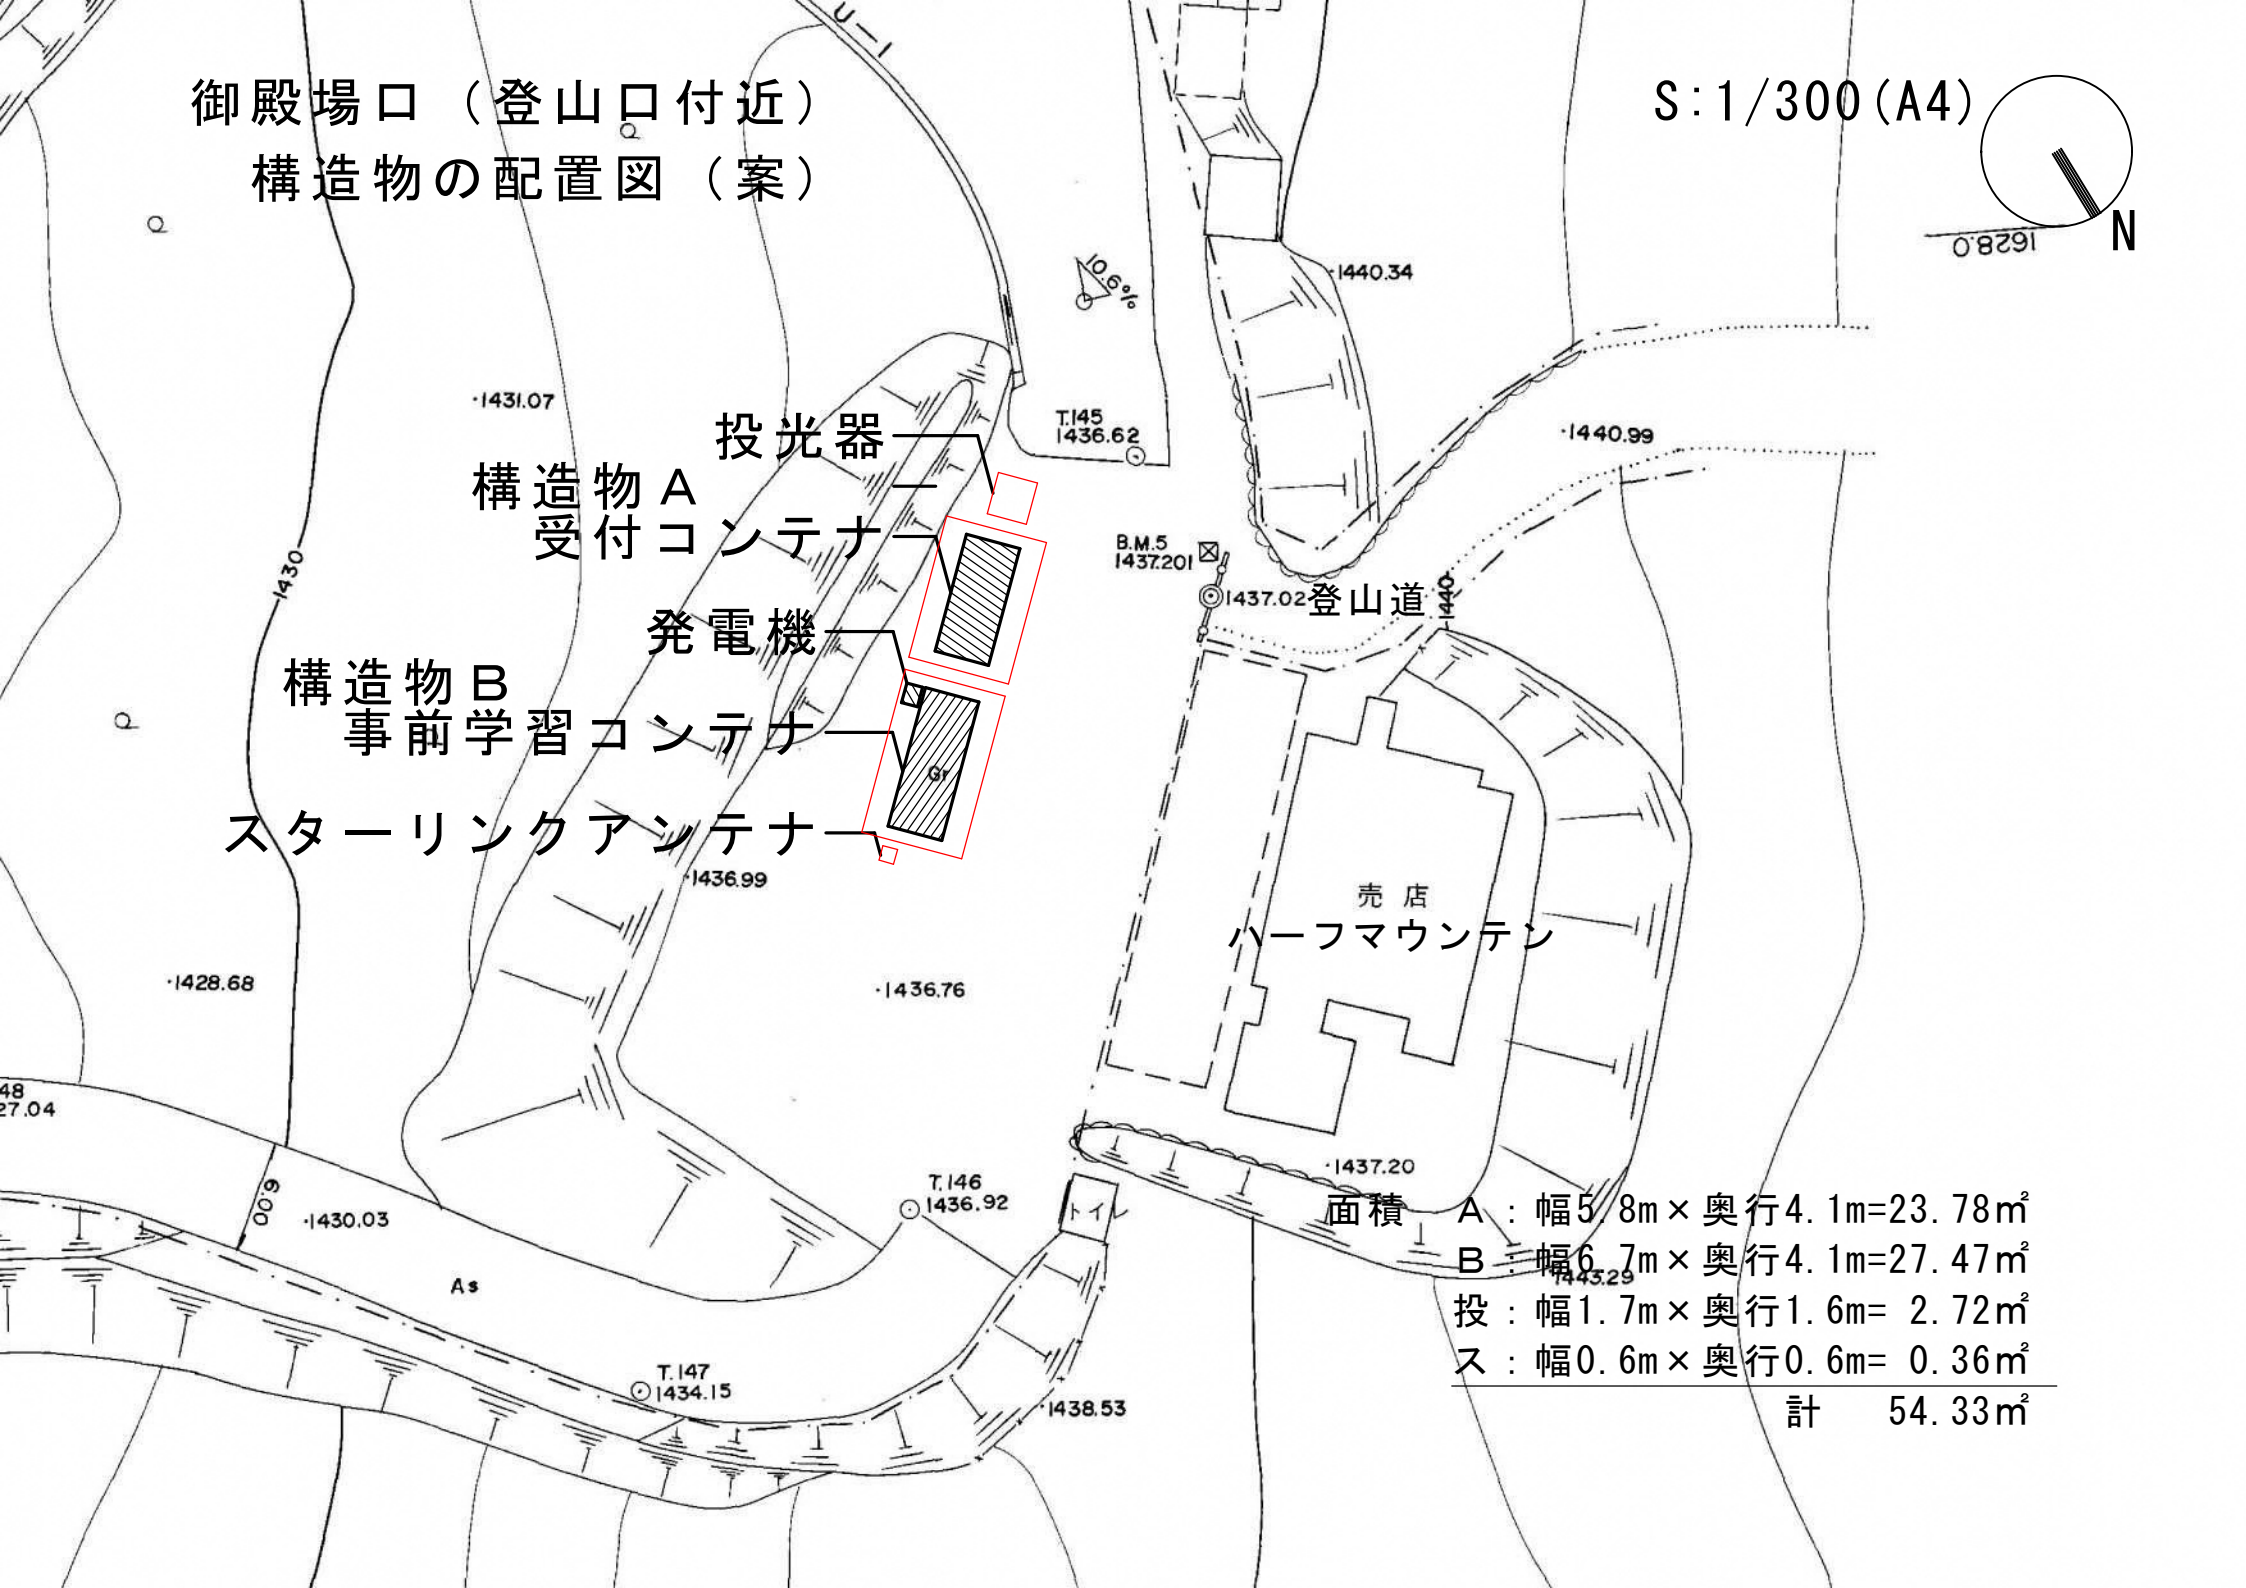 御殿場口（登山口付近）
構造物の配置図（案）
S:1/300(A4)
N
1628.0
U-1
10.6%
・1440.34
・1431.07
T.145
1436.62
・1440.99
投光器
構造物A
受付コンテナ
B.M.5
1437.201
1437.02
登山道
1440
1430
発電機
構造物B
事前学習コンテナ
Gr
スターリンクアンテナ
・1436.99
売店
ハーフマウンテン
・1428.68
・1436.76
48
27.04
6.00
・1430.03
T.146
1436.92
トイレ
・1437.20
As
面積 A：幅5.8m×奥行4.1m=23.78㎡
B：幅6.7m×奥行4.1m=27.47㎡
1443.29
投：幅1.7m×奥行1.6m= 2.72㎡
ス：幅0.6m×奥行0.6m= 0.36㎡
計 54.33㎡
T.147
1434.15
・1438.53